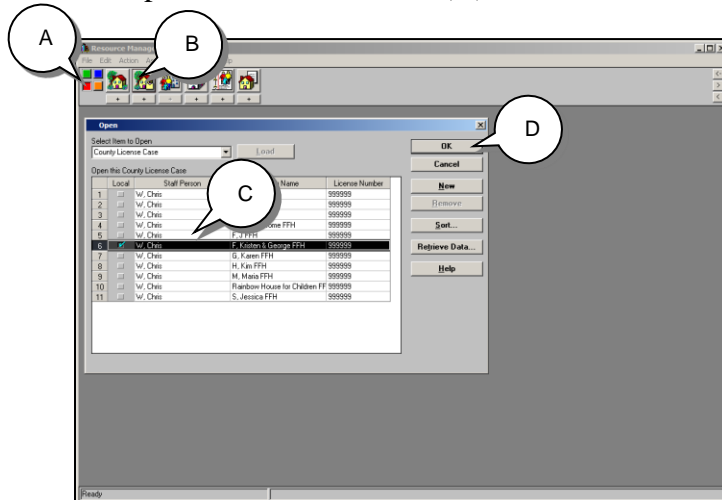 A
B
Resource Manage
File Edit Action
Open
D
Select Item to Open
County License Case Load
OK
Open this County License Case
Cancel
C
Local Staff Person Name License Number
New
1 W, Chris 999999
2 W, Chris 999999
Remove
3 W, Chris 999999
4 W, Chris ome FFH 999999
Sort...
5 W, Chris F, J FFH 999999
6 W, Chris F, Kristen & George FFH 999999
Retrieve Data...
7 W, Chris G, Karen FFH 999999
8 W, Chris H, Kim FFH 999999
Help
9 W, Chris M, Maria FFH 999999
10 W, Chris Rainbow House for Children FF 999999
11 W, Chris S, Jessica FFH 999999
Ready